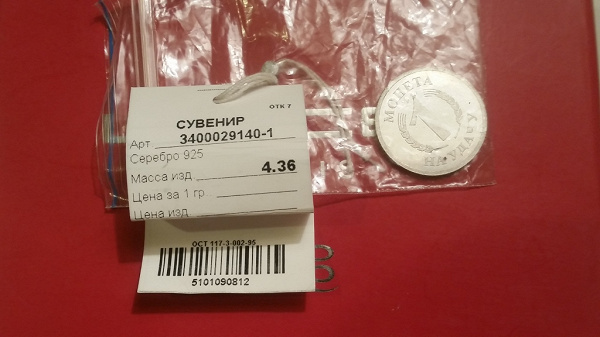 ОТК 7
СУВЕНИР
Арт. 3400029140-1
Серебро 925
Масса изд. 4.36
Цена за 1 гр.
Цена изд.
ОСТ 117-3-002-95
5101090812
МОНЕТА
НА УДАЧУ